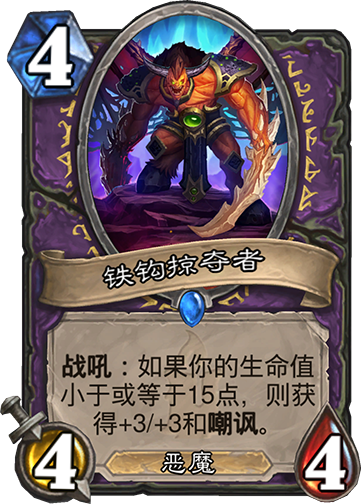 4
铁钩掠夺者
战吼：如果你的生命值
小于或等于15点，则获
得+3/+3和嘲讽。
4
恶魔
4